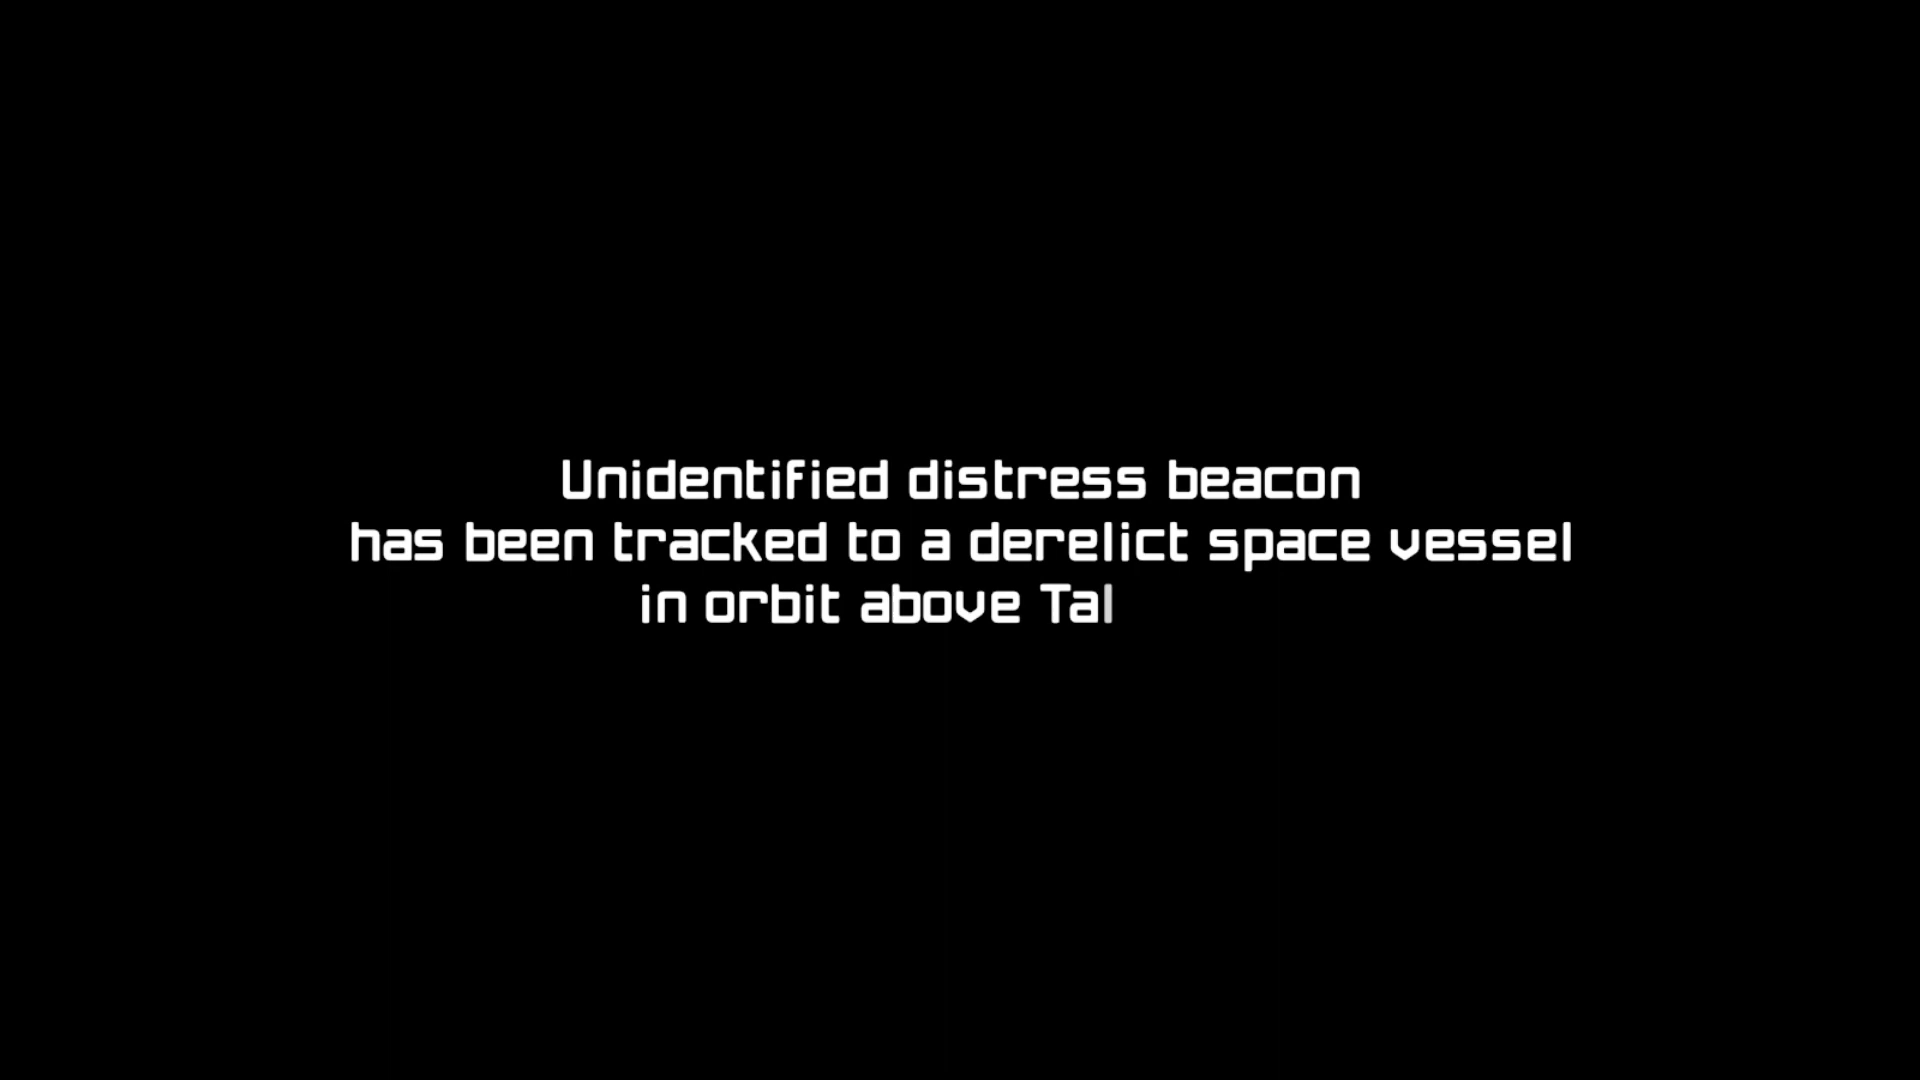 Unidentified distress beacon
has been tracked to a derelict space vessel
in orbit above Tal